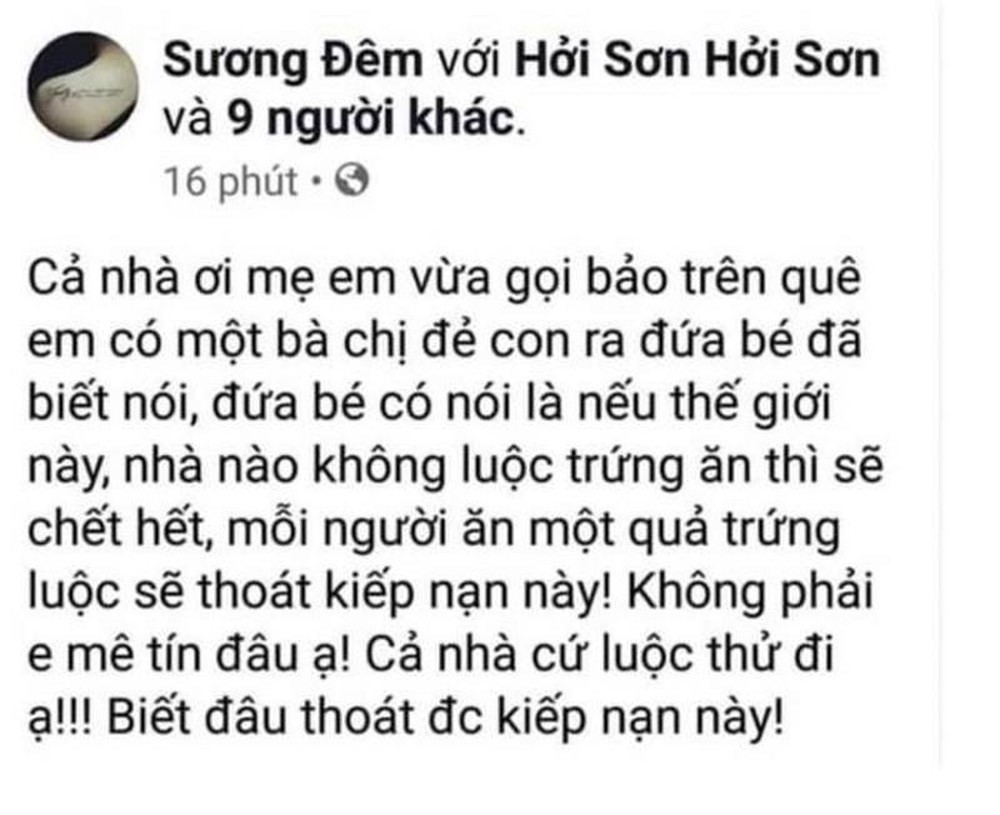 Sương Đêm với Hởi Sơn Hởi Sơn
và 9 người khác.
16 phút •
Cả nhà ơi mẹ em vừa gọi bảo trên quê
em có một bà chị đẻ con ra đứa bé đã
biết nói, đứa bé có nói là nếu thế giới
này, nhà nào không luộc trứng ăn thì sẽ
chết hết, mỗi người ăn một quả trứng
luộc sẽ thoát kiếp nạn này! Không phải
e mê tín đâu ạ! Cả nhà cứ luộc thử đi
ạ!!! Biết đâu thoát đc kiếp nạn này!